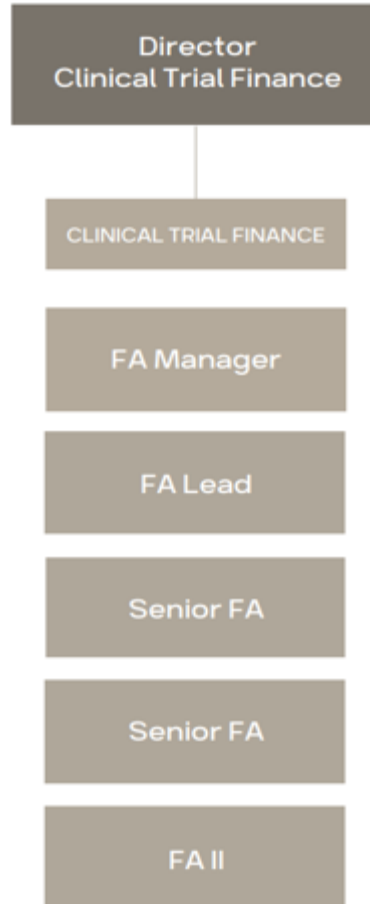 Director
Clinical Trial Finance
CLINICAL TRIAL FINANCE
FA Manager
FA Lead
Senior FA
Senior FA
FA II